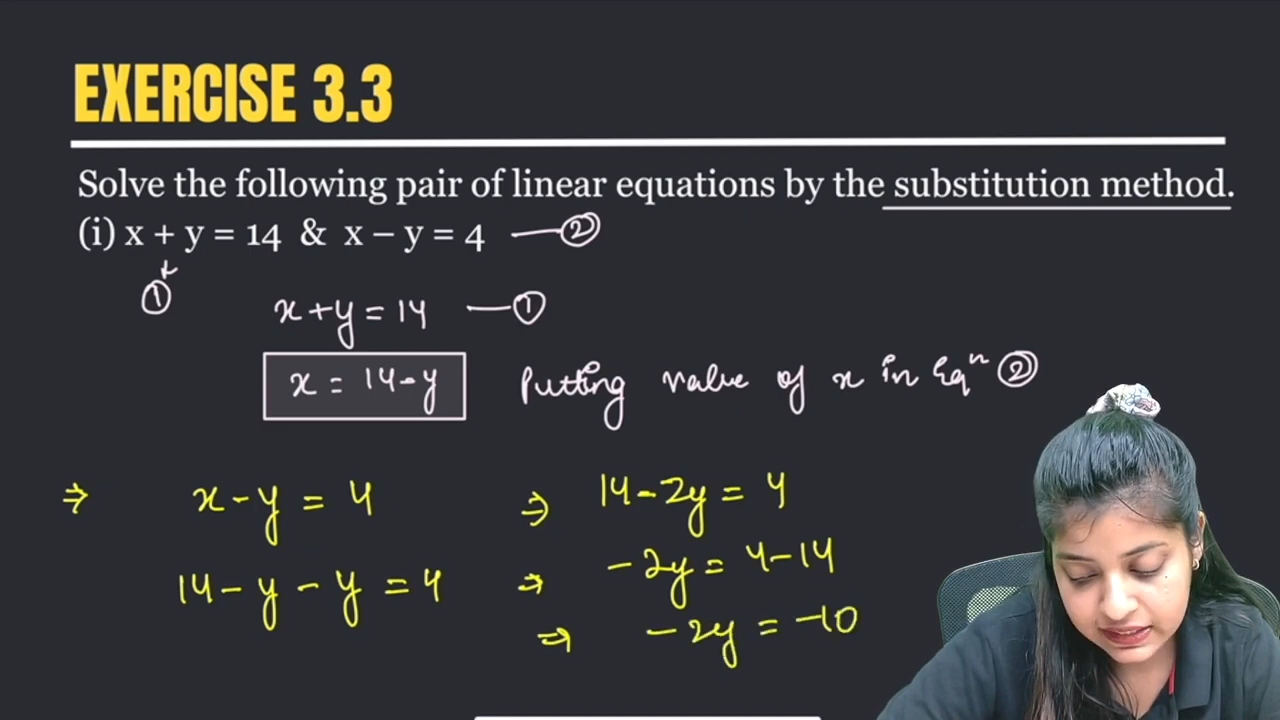 EXERCISE 3.3
Solve the following pair of linear equations by the substitution method.
(i) x + y = 14 & x – y = 4 — ②
①
x + y = 14 — ①
x = 14 - y Putting value of x in Eqⁿ ②
⇒ x - y = 4
14 - y - y = 4
⇒ 14 - 2y = 4
⇒ - 2y = 4 - 14
⇒ - 2y = -10